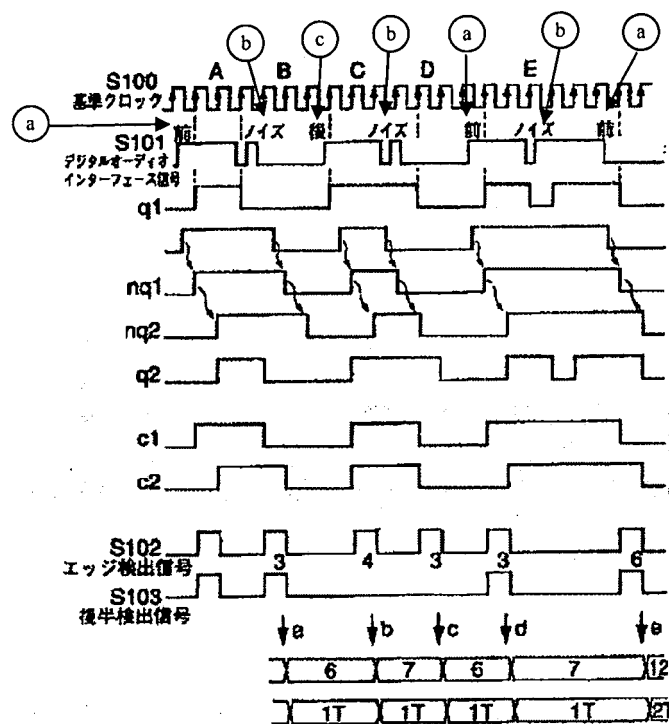 b c b a b a
A B C D E
S100
基準クロック
a
前 ノイズ 後 ノイズ 前 ノイズ 前
S101
デジタルオーディオ
インターフェース信号
q1
nq1
nq2
q2
c1
c2
S102
エッジ検出信号
3 4 3 3 6
S103
後半検出信号
a b c d e
6 7 6 7 12
1T 1T 1T 1T 2